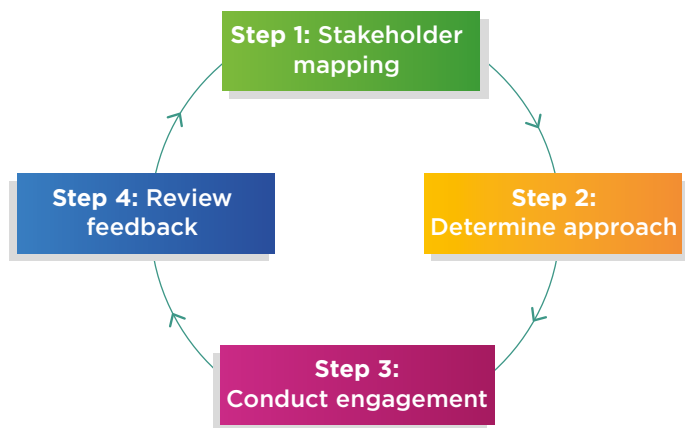 Step 1: Stakeholder
mapping
Step 2:
Determine approach
Step 3:
Conduct engagement
Step 4: Review
feedback